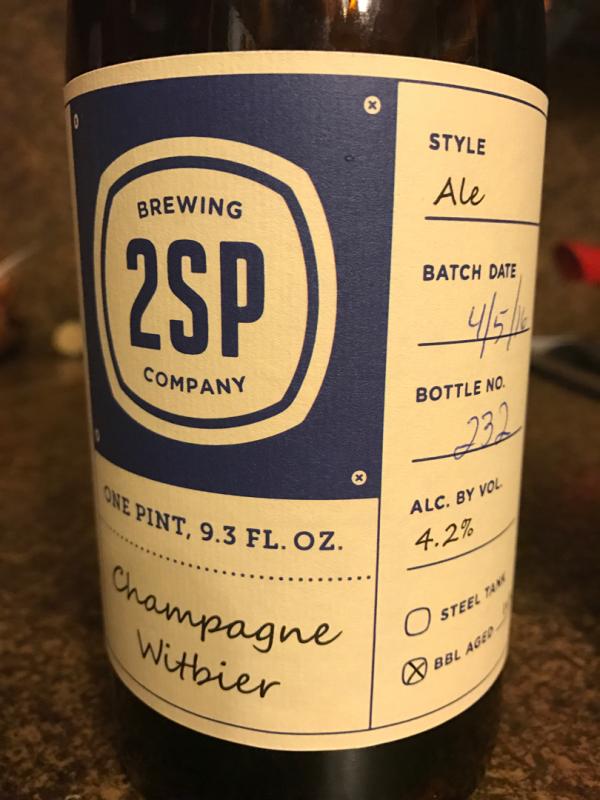 BREWING
2SP
COMPANY
ONE PINT, 9.3 FL. OZ.
Champagne
Witbier
STYLE
Ale
BATCH DATE
4/5/16
BOTTLE NO.
232
ALC. BY VOL.
4.2%
STEEL TANK
BBL AGED